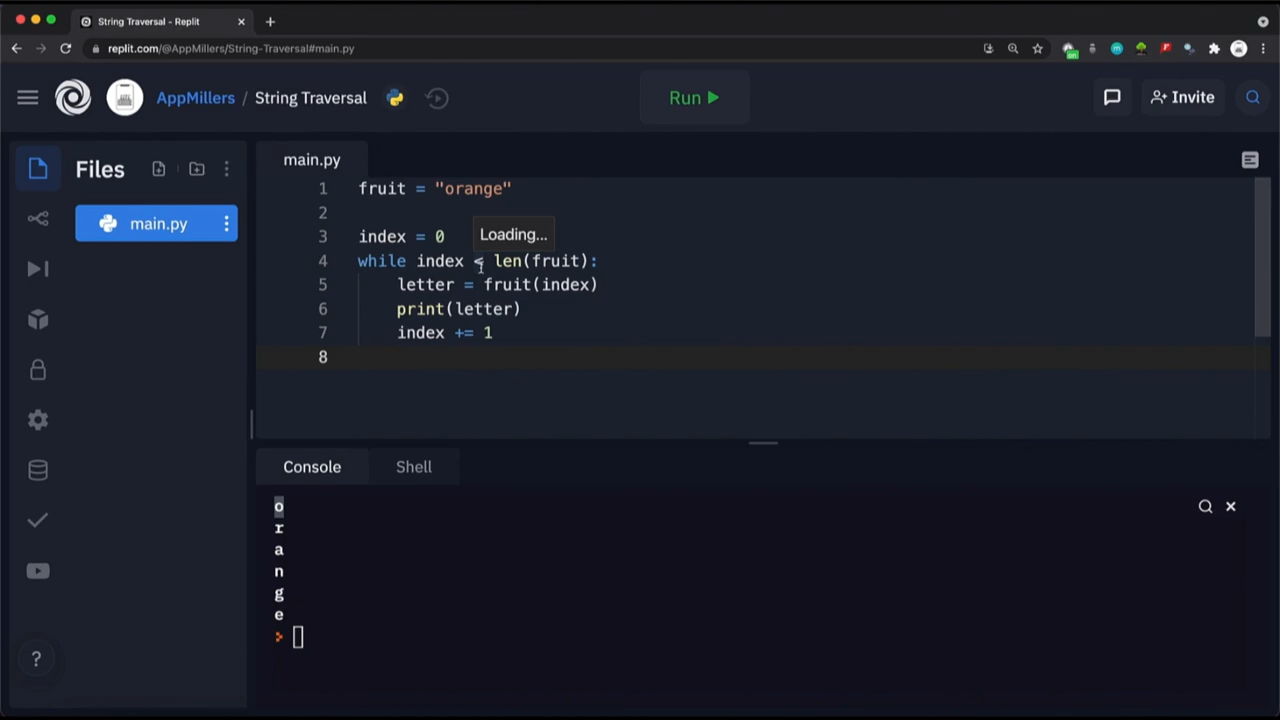 String Traversal - Replit
replit.com/@AppMillers/String-Traversal#main.py
AppMillers / String Traversal
Run
Invite
Files
main.py
main.py
1 fruit = "orange"
2
3 index = 0
Loading...
4 while index < len(fruit):
5 letter = fruit(index)
6 print(letter)
7 index += 1
8
Console
Shell
o
r
a
n
g
e
>
?